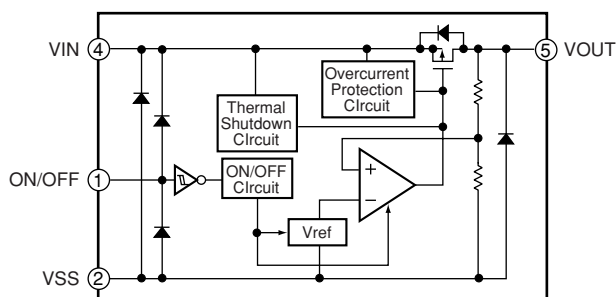 VIN
4
5
VOUT
Overcurrent
Protection
CIrcuit
Thermal
Shutdown
CIrcuit
ON/OFF
1
ON/OFF
CIrcuit
+
−
Vref
VSS
2